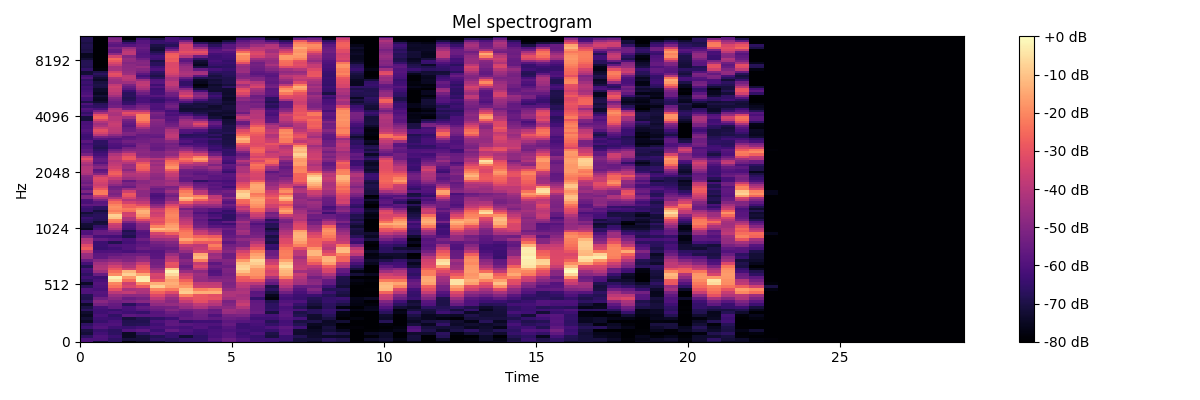 Mel spectrogram
+0 dB
8192
-10 dB
4096
-20 dB
-30 dB
2048
-40 dB
Hz
1024
-50 dB
-60 dB
512
-70 dB
0
-80 dB
0 5 10 15 20 25
Time